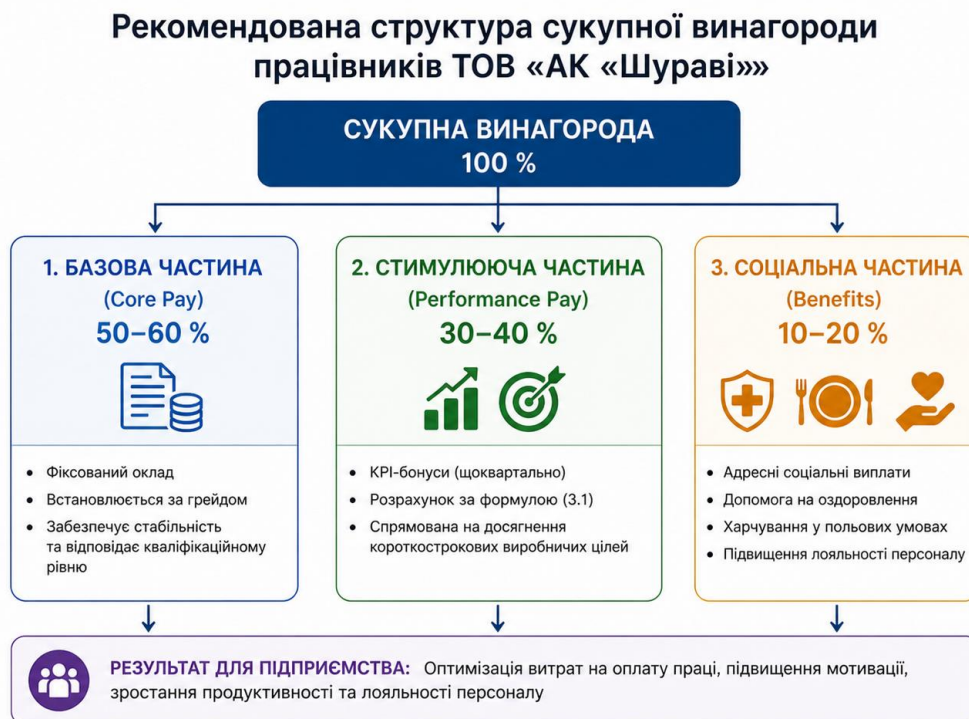 Рекомендована структура сукупної винагороди
працівників ТОВ «АК «Шураві»»
СУКУПНА ВИНАГОРОДА
100 %
1. БАЗОВА ЧАСТИНА
(Core Pay)
50–60 %
• Фіксований оклад
• Встановлюється за грейдом
• Забезпечує стабільність
та відповідає кваліфікаційному
рівню
2. СТИМУЛЮЮЧА ЧАСТИНА
(Performance Pay)
30–40 %
• КРІ-бонуси (щоквартально)
• Розрахунок за формулою (3.1)
• Спрямована на досягнення
короткострокових виробничих цілей
3. СОЦІАЛЬНА ЧАСТИНА
(Benefits)
10–20 %
• Адресні соціальні виплати
• Допомога на оздоровлення
• Харчування у польових умовах
• Підвищення лояльності персоналу
РЕЗУЛЬТАТ ДЛЯ ПІДПРИЄМСТВА: Оптимізація витрат на оплату праці, підвищення мотивації,
зростання продуктивності та лояльності персоналу